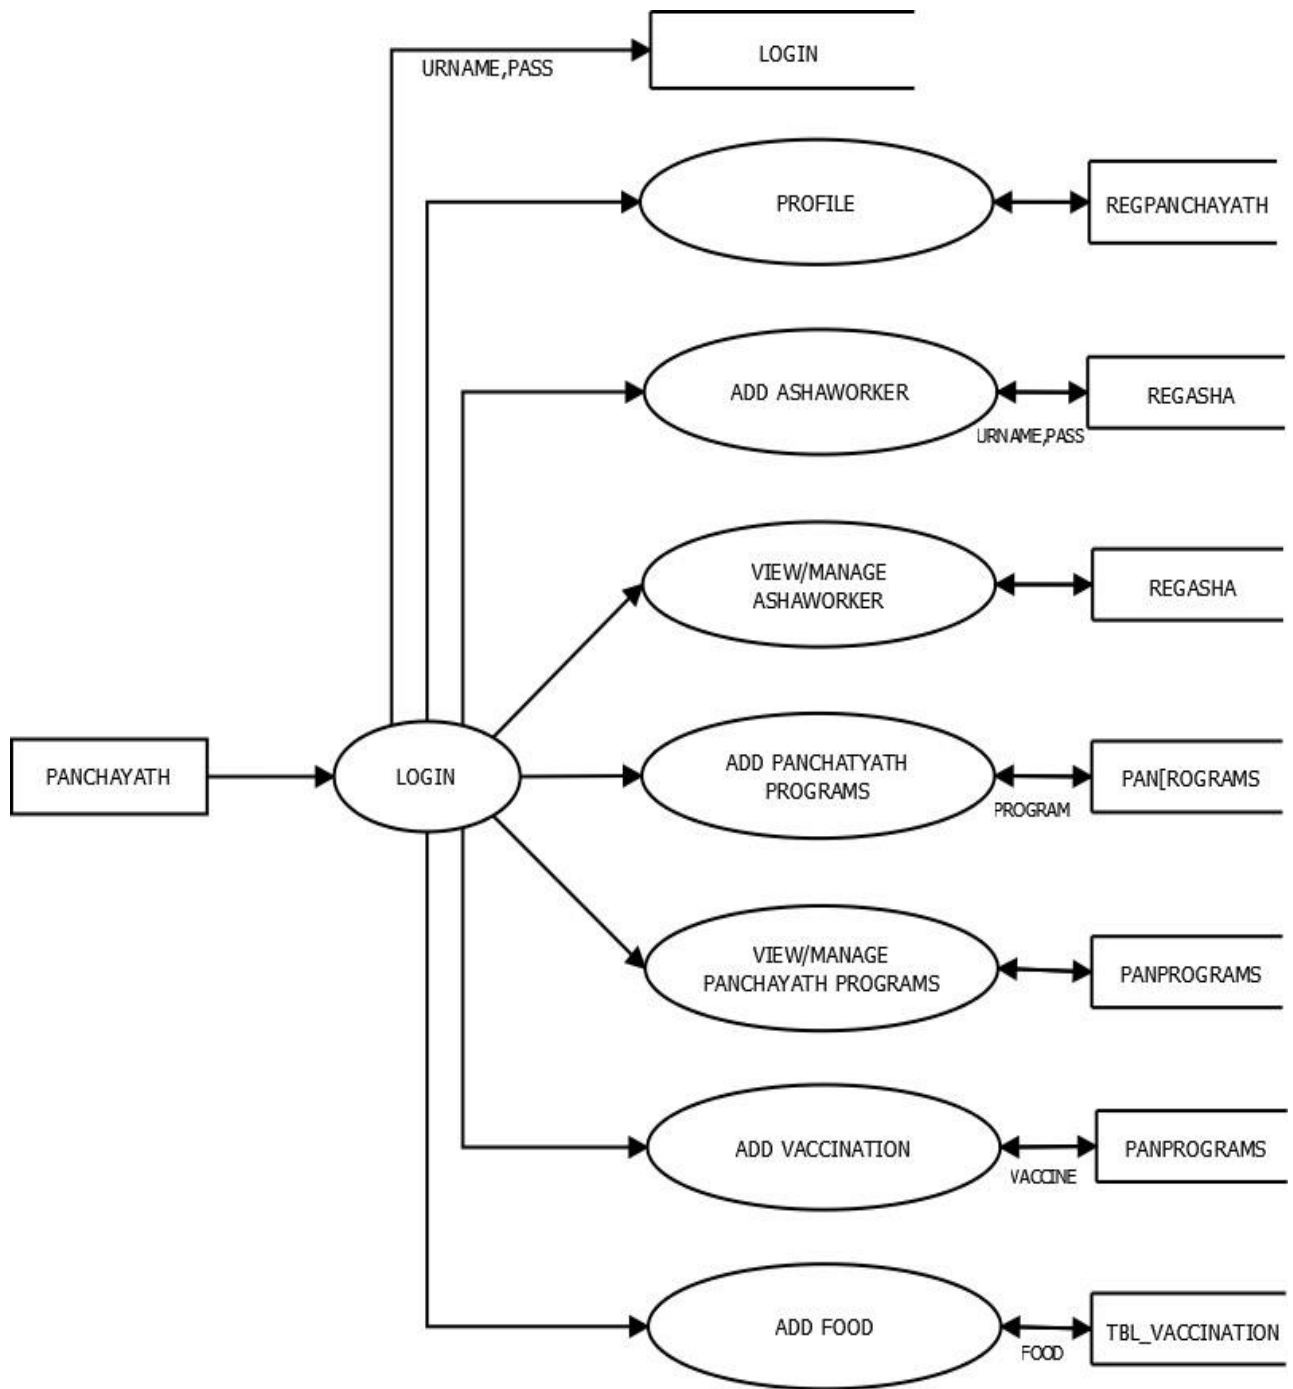 LOGIN
URNAME,PASS
PROFILE
REGPANCHAYATH
ADD ASHAWORKER
REGASHA
URNAME,PASS
VIEW/MANAGE
ASHAWORKER
REGASHA
PANCHAYATH
LOGIN
ADD PANCHATYATH
PROGRAMS
PAN[ROGRAMS
PROGRAM
VIEW/MANAGE
PANCHAYATH PROGRAMS
PANPROGRAMS
ADD VACCINATION
PANPROGRAMS
VACCINE
ADD FOOD
TBL_VACCINATION
FOOD